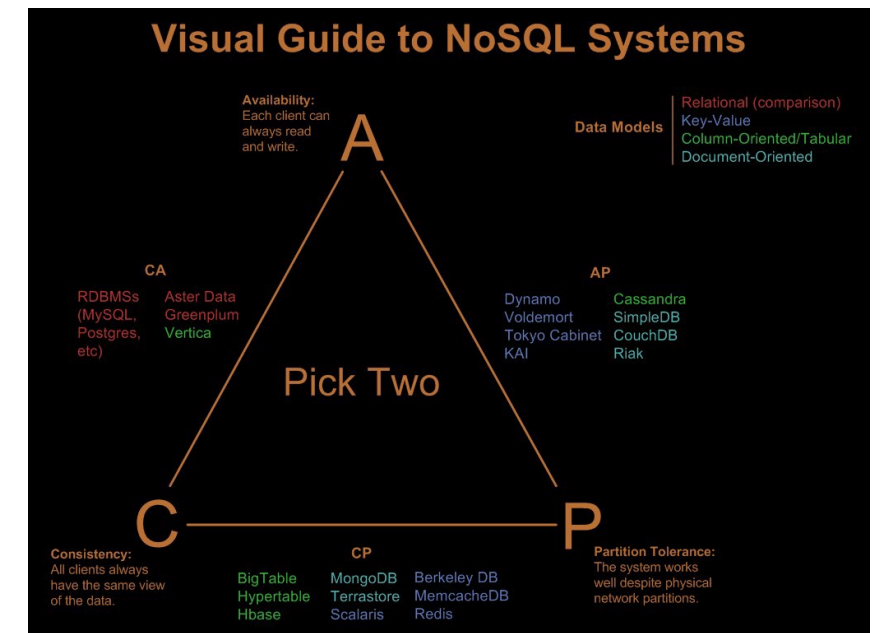 Visual Guide to NoSQL Systems
Availability:
Each client can
always read
and write.
A
Data Models
Relational (comparison)
Key-Value
Column-Oriented/Tabular
Document-Oriented
CA
RDBMSs
(MySQL,
Postgres,
etc)
Aster Data
Greenplum
Vertica
AP
Dynamo
Voldemort
Tokyo Cabinet
KAI
Cassandra
SimpleDB
CouchDB
Riak
Pick Two
C
Consistency:
All clients always
have the same view
of the data.
CP
BigTable
Hypertable
Hbase
MongoDB
Terrastore
Scalaris
Berkeley DB
MemcacheDB
Redis
P
Partition Tolerance:
The system works
well despite physical
network partitions.